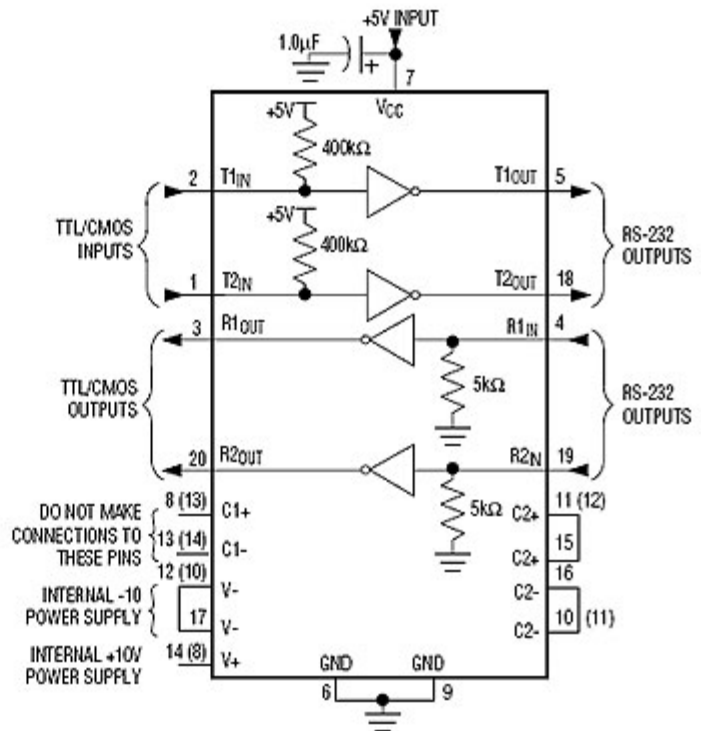 +5V INPUT
1.0µF
+
7
VCC
+5V
400kΩ
2
T1IN
T1OUT
5
+5V
TTL/CMOS
INPUTS
400kΩ
RS-232
OUTPUTS
1
T2IN
T2OUT
18
3
R1OUT
R1IN
4
TTL/CMOS
OUTPUTS
5kΩ
RS-232
OUTPUTS
20
R2OUT
R2IN
19
8 (13)
C1+
5kΩ
C2+
11 (12)
DO NOT MAKE
CONNECTIONS TO
THESE PINS
13 (14)
C1-
C2+
15
12 (10)
V-
C2-
16
INTERNAL -10
POWER SUPPLY
17
V-
C2-
10
(11)
INTERNAL +10V
POWER SUPPLY
14 (8)
V+
GND
GND
6
9